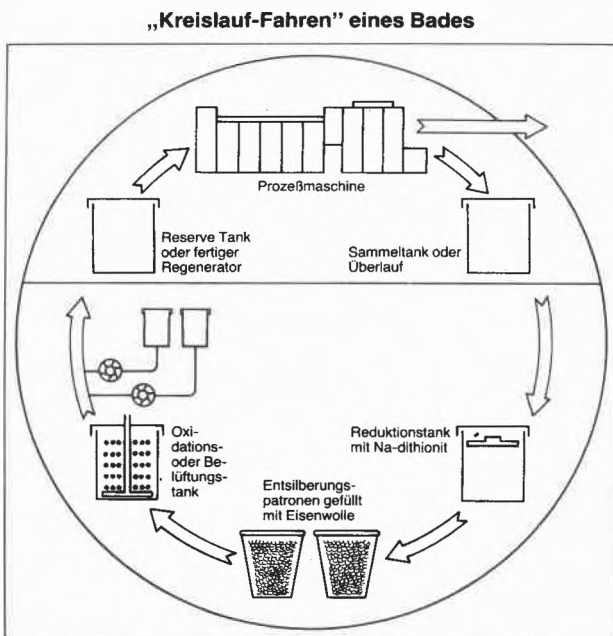 „Kreislauf-Fahren” eines Bades
Prozeßmaschine
Reserve Tank
oder fertiger
Regenerator
Sammeltank oder
Überlauf
Oxi-
dations-
oder Be-
lüftungs-
tank
Reduktionstank
mit Na-dithionit
Entsilberungs-
patronen gefüllt
mit Eisenwolle